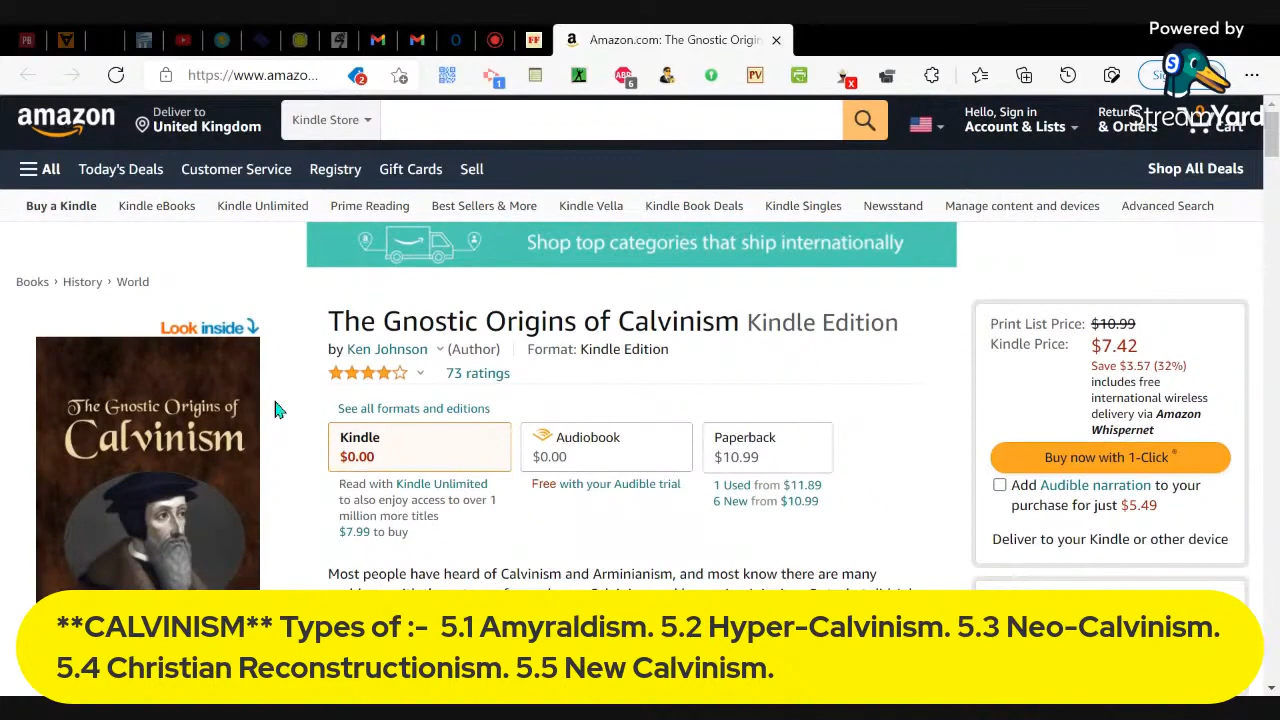 Powered by
StreamYard
PB
FF
Amazon.com: The Gnostic Origin
https://www.amazo...
2
1
ABP
6
PV
x
amazon
Deliver to
United Kingdom
Kindle Store
Hello, Sign in
Account & Lists
Returns
& Orders
0
Cart
All
Today's Deals
Customer Service
Registry
Gift Cards
Sell
Shop All Deals
Buy a Kindle
Kindle eBooks
Kindle Unlimited
Prime Reading
Best Sellers & More
Kindle Vella
Kindle Book Deals
Kindle Singles
Newsstand
Manage content and devices
Advanced Search
Shop top categories that ship internationally
Books › History › World
Look inside
The Gnostic Origins of
Calvinism
The Gnostic Origins of Calvinism Kindle Edition
by Ken Johnson (Author) Format: Kindle Edition
73 ratings
See all formats and editions
Kindle
$0.00
Read with Kindle Unlimited
to also enjoy access to over 1
million more titles
$7.99 to buy
Audiobook
$0.00
Free with your Audible trial
Paperback
$10.99
1 Used from $11.89
6 New from $10.99
Most people have heard of Calvinism and Arminianism, and most know there are many
Print List Price: $10.99
Kindle Price: $7.42
Save $3.57 (32%)
includes free
international wireless
delivery via Amazon
Whispernet
Buy now with 1-Click ®
Add Audible narration to your
purchase for just $5.49
Deliver to your Kindle or other device
**CALVINISM** Types of :- 5.1 Amyraldism. 5.2 Hyper-Calvinism. 5.3 Neo-Calvinism.
5.4 Christian Reconstructionism. 5.5 New Calvinism.